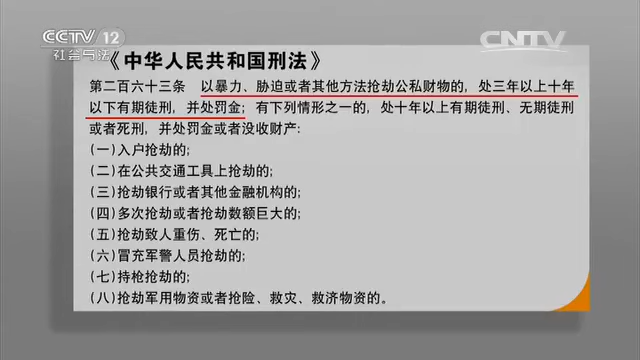 CCTV 12
社会与法
CNTV
《中华人民共和国刑法》
第二百六十三条 以暴力、胁迫或者其他方法抢劫公私财物的,处三年以上十年
以下有期徒刑,并处罚金;有下列情形之一的,处十年以上有期徒刑、无期徒刑
或者死刑,并处罚金或者没收财产:
(一)入户抢劫的;
(二)在公共交通工具上抢劫的;
(三)抢劫银行或者其他金融机构的;
(四)多次抢劫或者抢劫数额巨大的;
(五)抢劫致人重伤、死亡的;
(六)冒充军警人员抢劫的;
(七)持枪抢劫的;
(八)抢劫军用物资或者抢险、救灾、救济物资的。